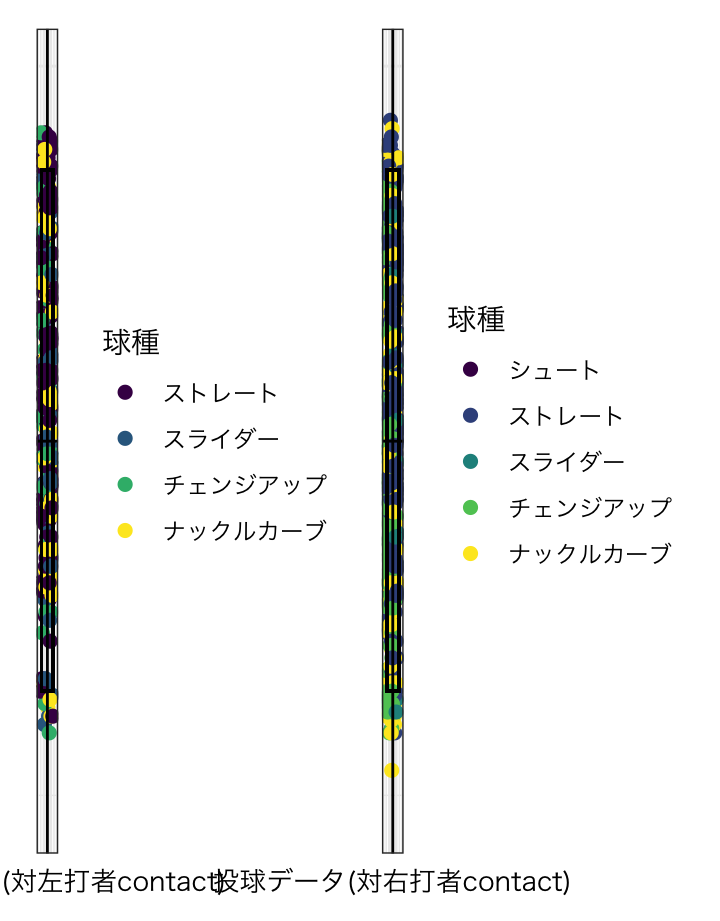 球種
ストレート
スライダー
チェンジアップ
ナックルカーブ
球種
シュート
ストレート
スライダー
チェンジアップ
ナックルカーブ
(対左打者contact)
投球データ(対右打者contact)